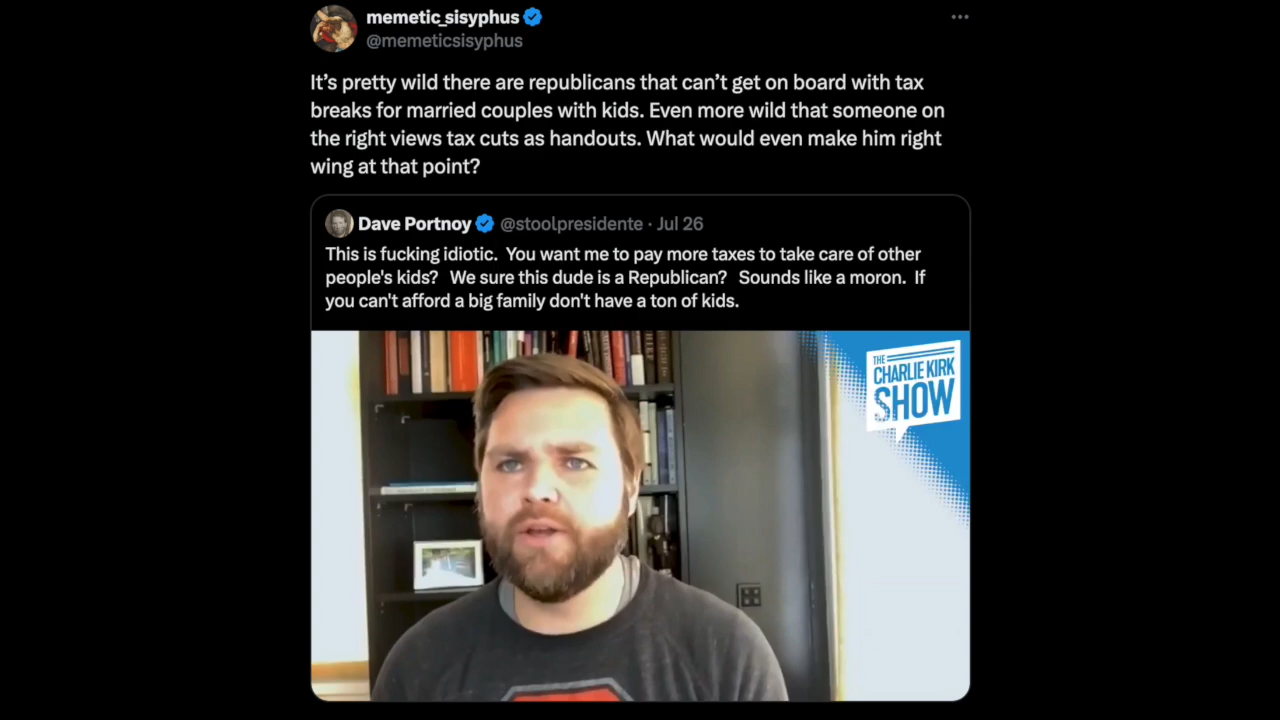 memetic_sisyphus
@memeticsisyphus
It’s pretty wild there are republicans that can’t get on board with tax
breaks for married couples with kids. Even more wild that someone on
the right views tax cuts as handouts. What would even make him right
wing at that point?
Dave Portnoy @stoolpresidente · Jul 26
This is fucking idiotic.  You want me to pay more taxes to take care of other
people's kids?   We sure this dude is a Republican?   Sounds like a moron.  If
you can't afford a big family don't have a ton of kids.
THE
CHARLIE KIRK
SHOW